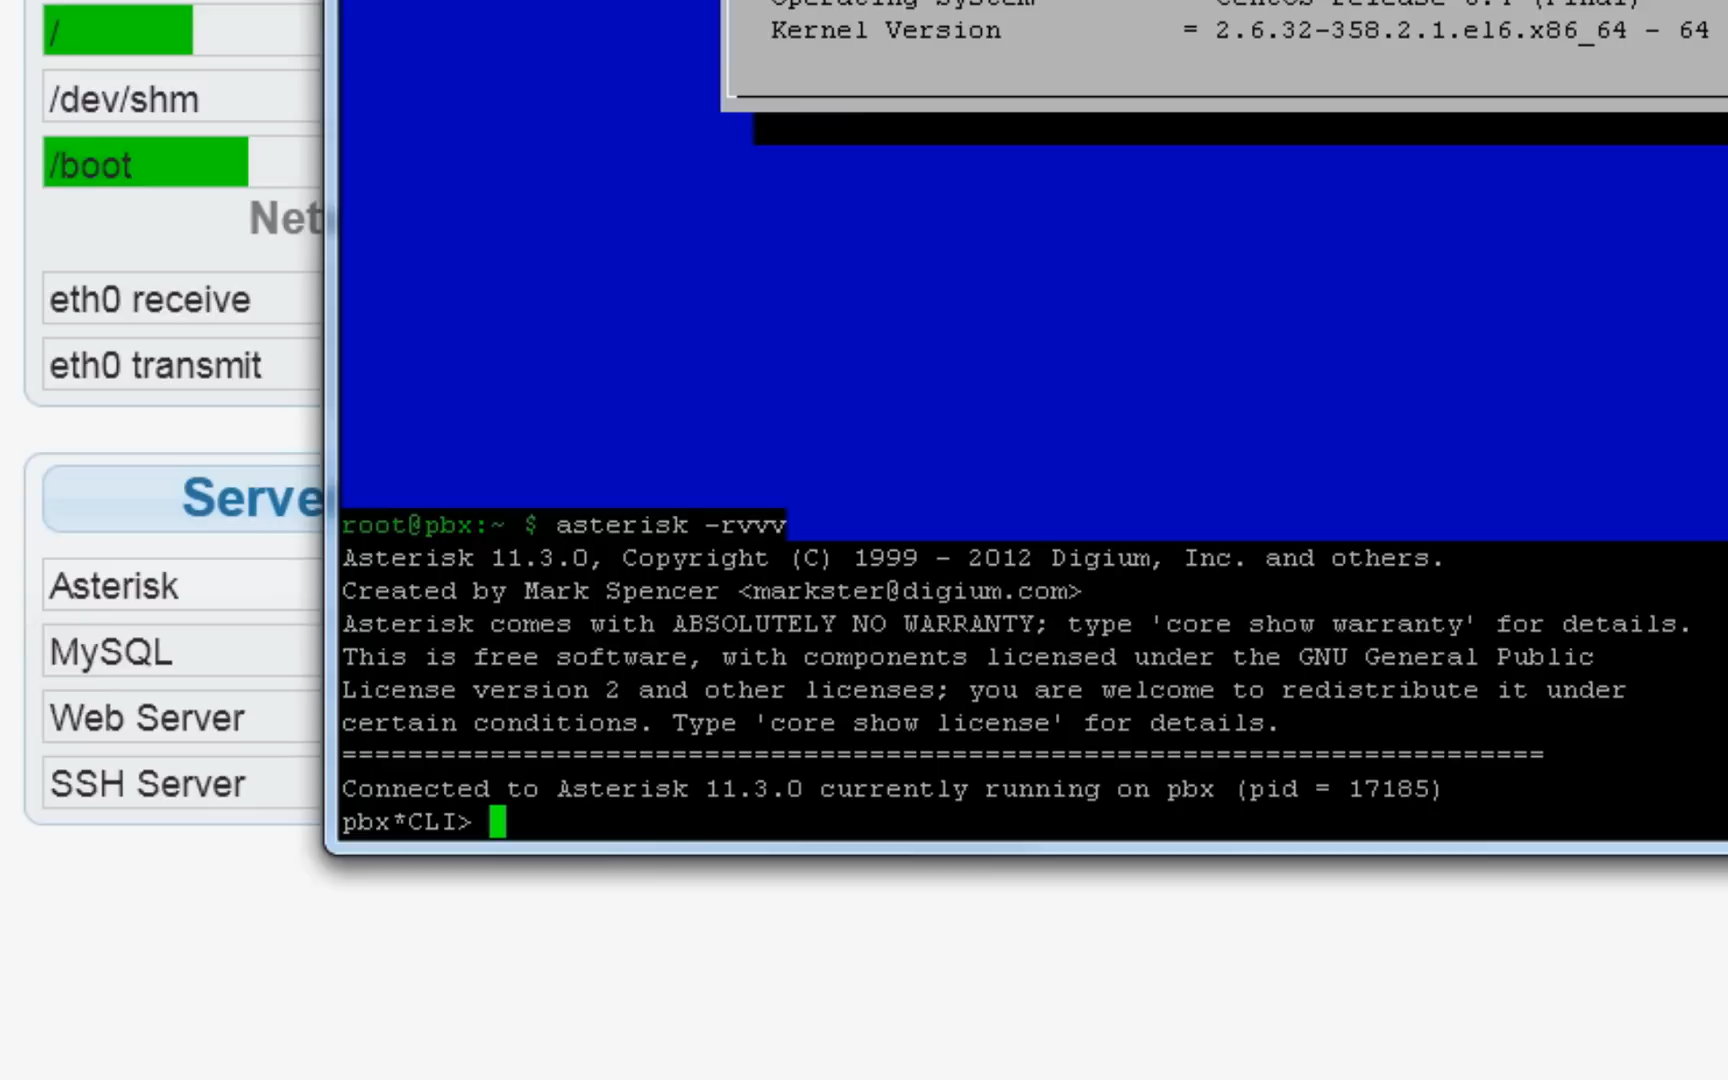 /
/dev/shm
/boot
Net
eth0 receive
eth0 transmit
Serve
Asterisk
MySQL
Web Server
SSH Server
Operating System CentOS release (Final)
Kernel Version = 2.6.32-358.2.1.el6.x86_64 - 64
root@pbx:~ $ asterisk -rvvv
Asterisk 11.3.0, Copyright (C) 1999 - 2012 Digium, Inc. and others.
Created by Mark Spencer <markster@digium.com>
Asterisk comes with ABSOLUTELY NO WARRANTY; type 'core show warranty' for details.
This is free software, with components licensed under the GNU General Public
License version 2 and other licenses; you are welcome to redistribute it under
certain conditions. Type 'core show license' for details.
=========================================================================
Connected to Asterisk 11.3.0 currently running on pbx (pid = 17185)
pbx*CLI>